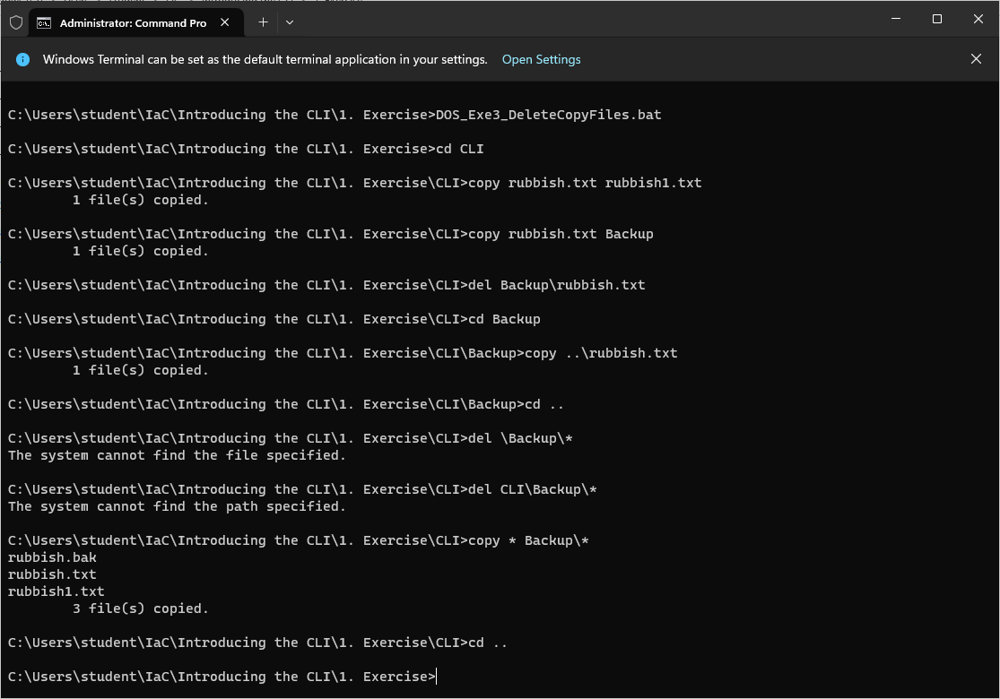 Administrator: Command Pro
Windows Terminal can be set as the default terminal application in your settings. Open Settings
C:\Users\student\IaC\Introducing the CLI\1. Exercise>DOS_Exe3_DeleteCopyFiles.bat
C:\Users\student\IaC\Introducing the CLI\1. Exercise>cd CLI
C:\Users\student\IaC\Introducing the CLI\1. Exercise\CLI>copy rubbish.txt rubbish1.txt
        1 file(s) copied.
C:\Users\student\IaC\Introducing the CLI\1. Exercise\CLI>copy rubbish.txt Backup
        1 file(s) copied.
C:\Users\student\IaC\Introducing the CLI\1. Exercise\CLI>del Backup\rubbish.txt
C:\Users\student\IaC\Introducing the CLI\1. Exercise\CLI>cd Backup
C:\Users\student\IaC\Introducing the CLI\1. Exercise\CLI\Backup>copy ..\rubbish.txt
        1 file(s) copied.
C:\Users\student\IaC\Introducing the CLI\1. Exercise\CLI\Backup>cd ..
C:\Users\student\IaC\Introducing the CLI\1. Exercise\CLI>del \Backup\*
The system cannot find the file specified.
C:\Users\student\IaC\Introducing the CLI\1. Exercise\CLI>del CLI\Backup\*
The system cannot find the path specified.
C:\Users\student\IaC\Introducing the CLI\1. Exercise\CLI>copy * Backup\*
rubbish.bak
rubbish.txt
rubbish1.txt
        3 file(s) copied.
C:\Users\student\IaC\Introducing the CLI\1. Exercise\CLI>cd ..
C:\Users\student\IaC\Introducing the CLI\1. Exercise>